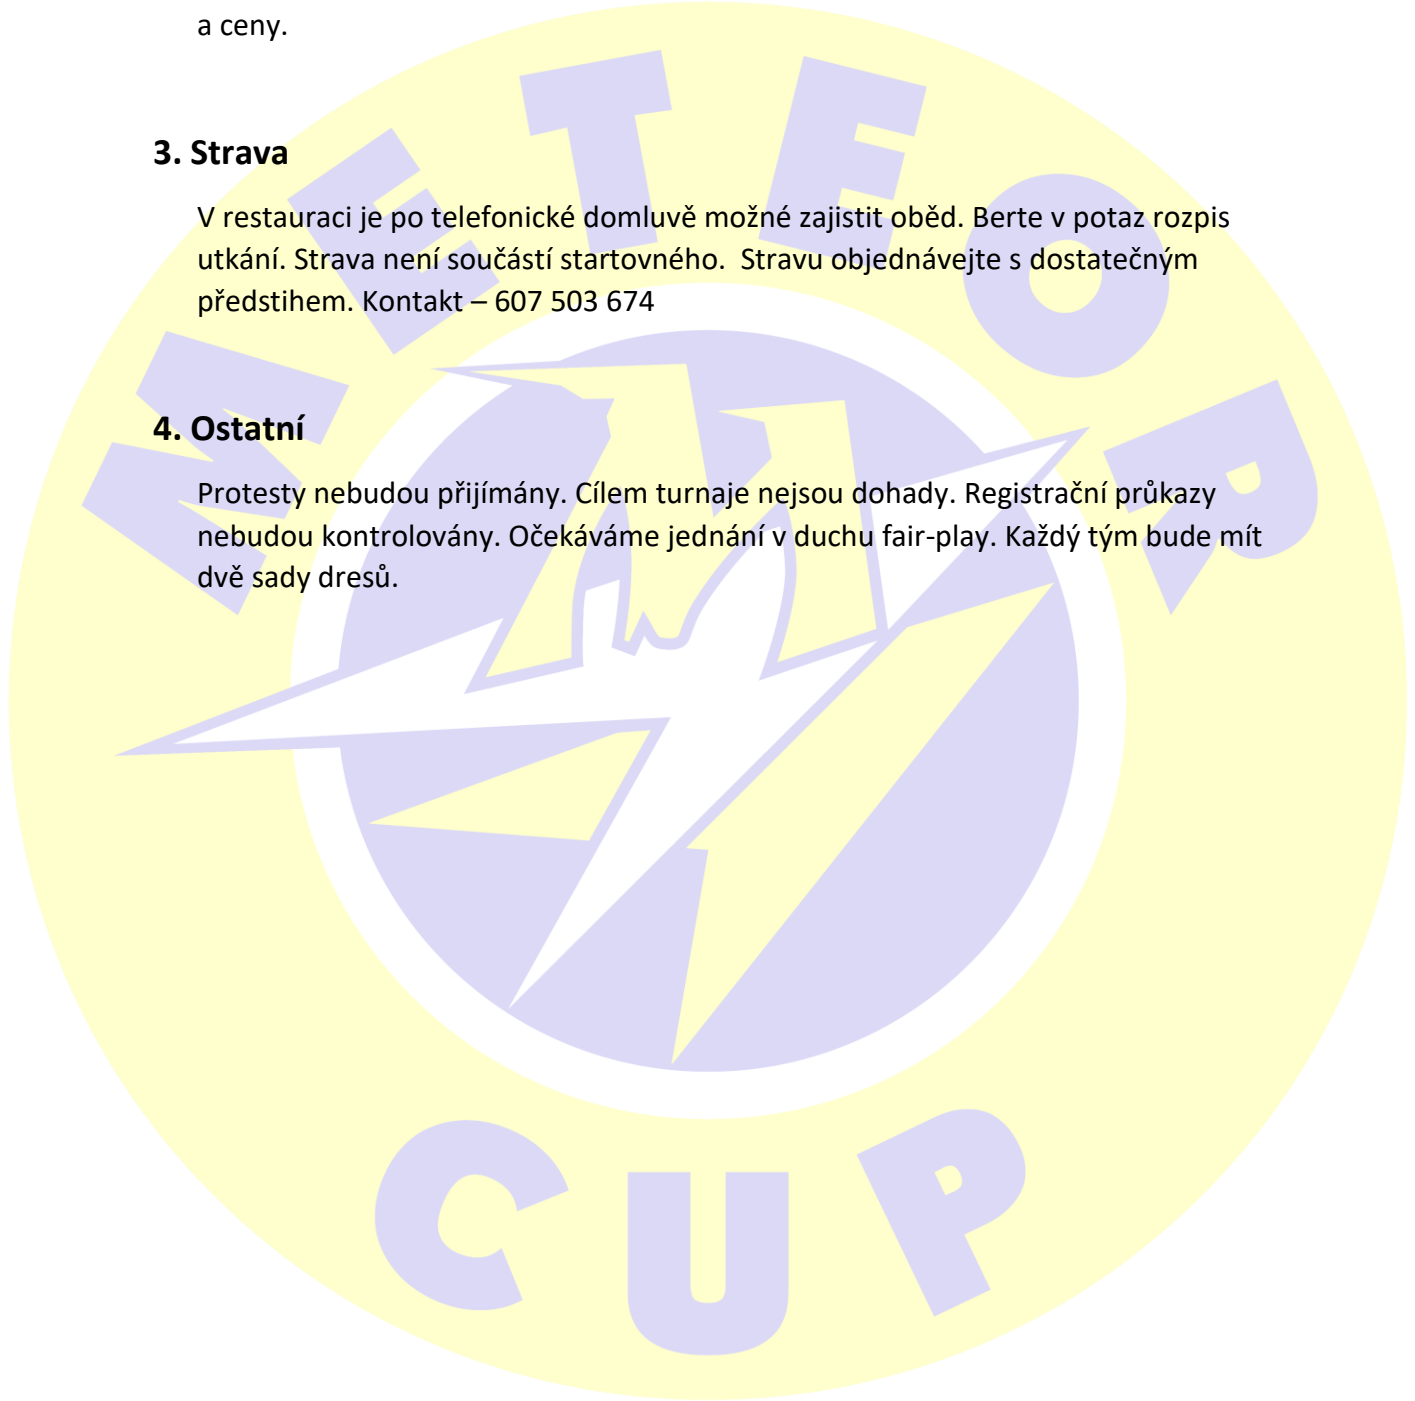 a ceny.
3. Strava
V restauraci je po telefonické domluvě možné zajistit oběd. Berte v potaz rozpis
utkání. Strava není součástí startovného.  Stravu objednávejte s dostatečným
předstihem. Kontakt – 607 503 674
4. Ostatní
Protesty nebudou přijímány. Cílem turnaje nejsou dohady. Registrační průkazy
nebudou kontrolovány. Očekáváme jednání v duchu fair-play. Každý tým bude mít
dvě sady dresů.
METEOR
M
CUP